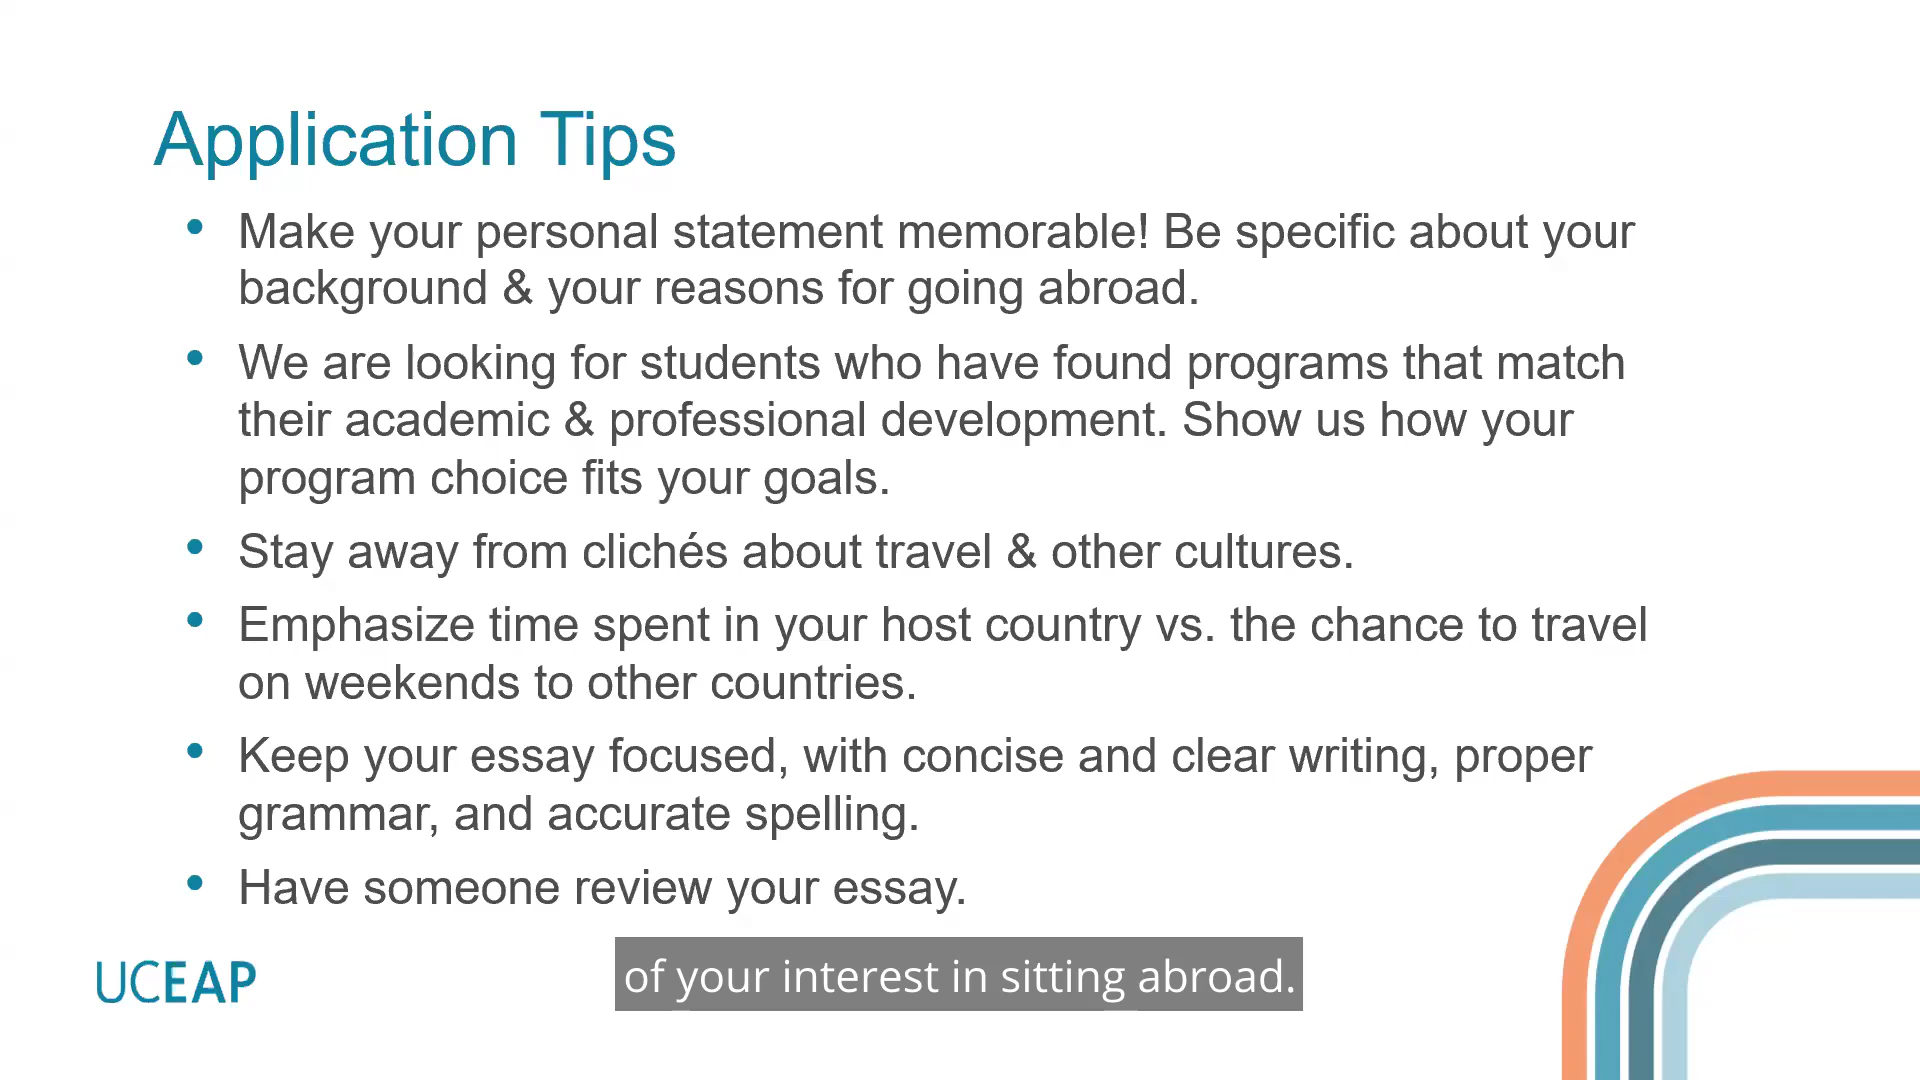 Application Tips
• Make your personal statement memorable! Be specific about your
background & your reasons for going abroad.
• We are looking for students who have found programs that match
their academic & professional development. Show us how your
program choice fits your goals.
• Stay away from clichés about travel & other cultures.
• Emphasize time spent in your host country vs. the chance to travel
on weekends to other countries.
• Keep your essay focused, with concise and clear writing, proper
grammar, and accurate spelling.
• Have someone review your essay.
UCEAP
of your interest in sitting abroad.